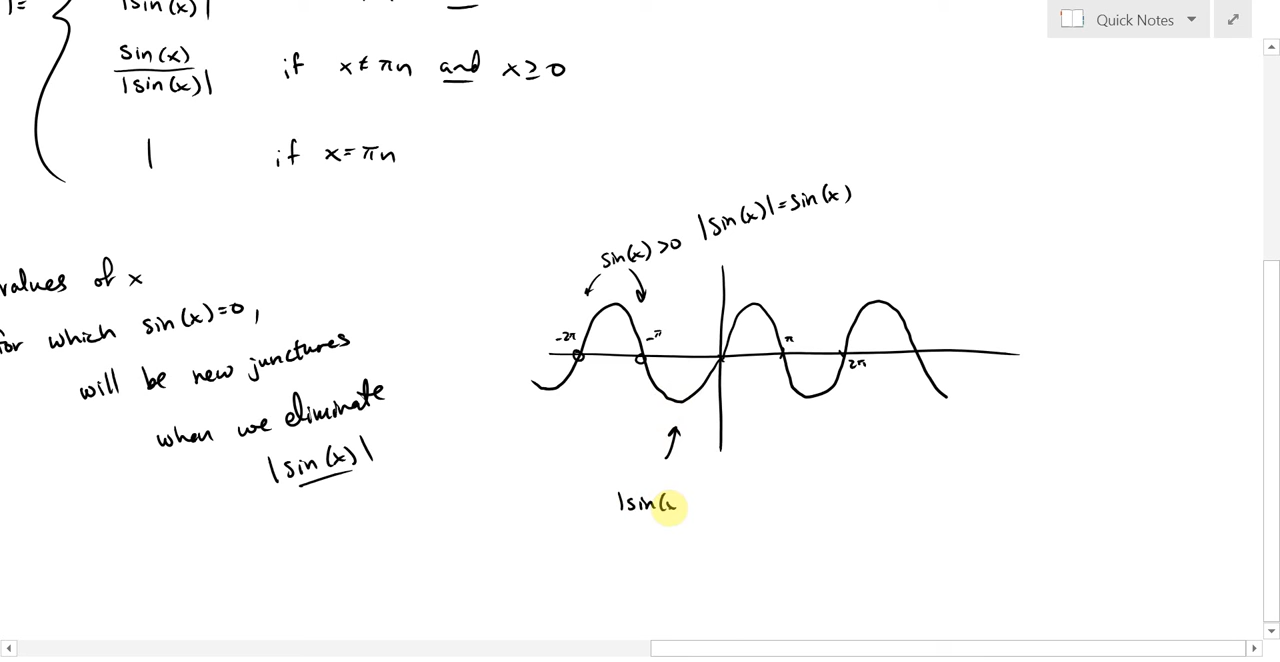 Quick Notes
|sin(x)|
sin(x)
|sin(x)| if x≠πn and x≥0
1 if x=πn
values of x
for which sin(x)=0,
will be new junctures
when we eliminate
|sin(x)|
sin(x)>0 |sin(x)|=sin(x)
-2π -π π 2π
|sin(